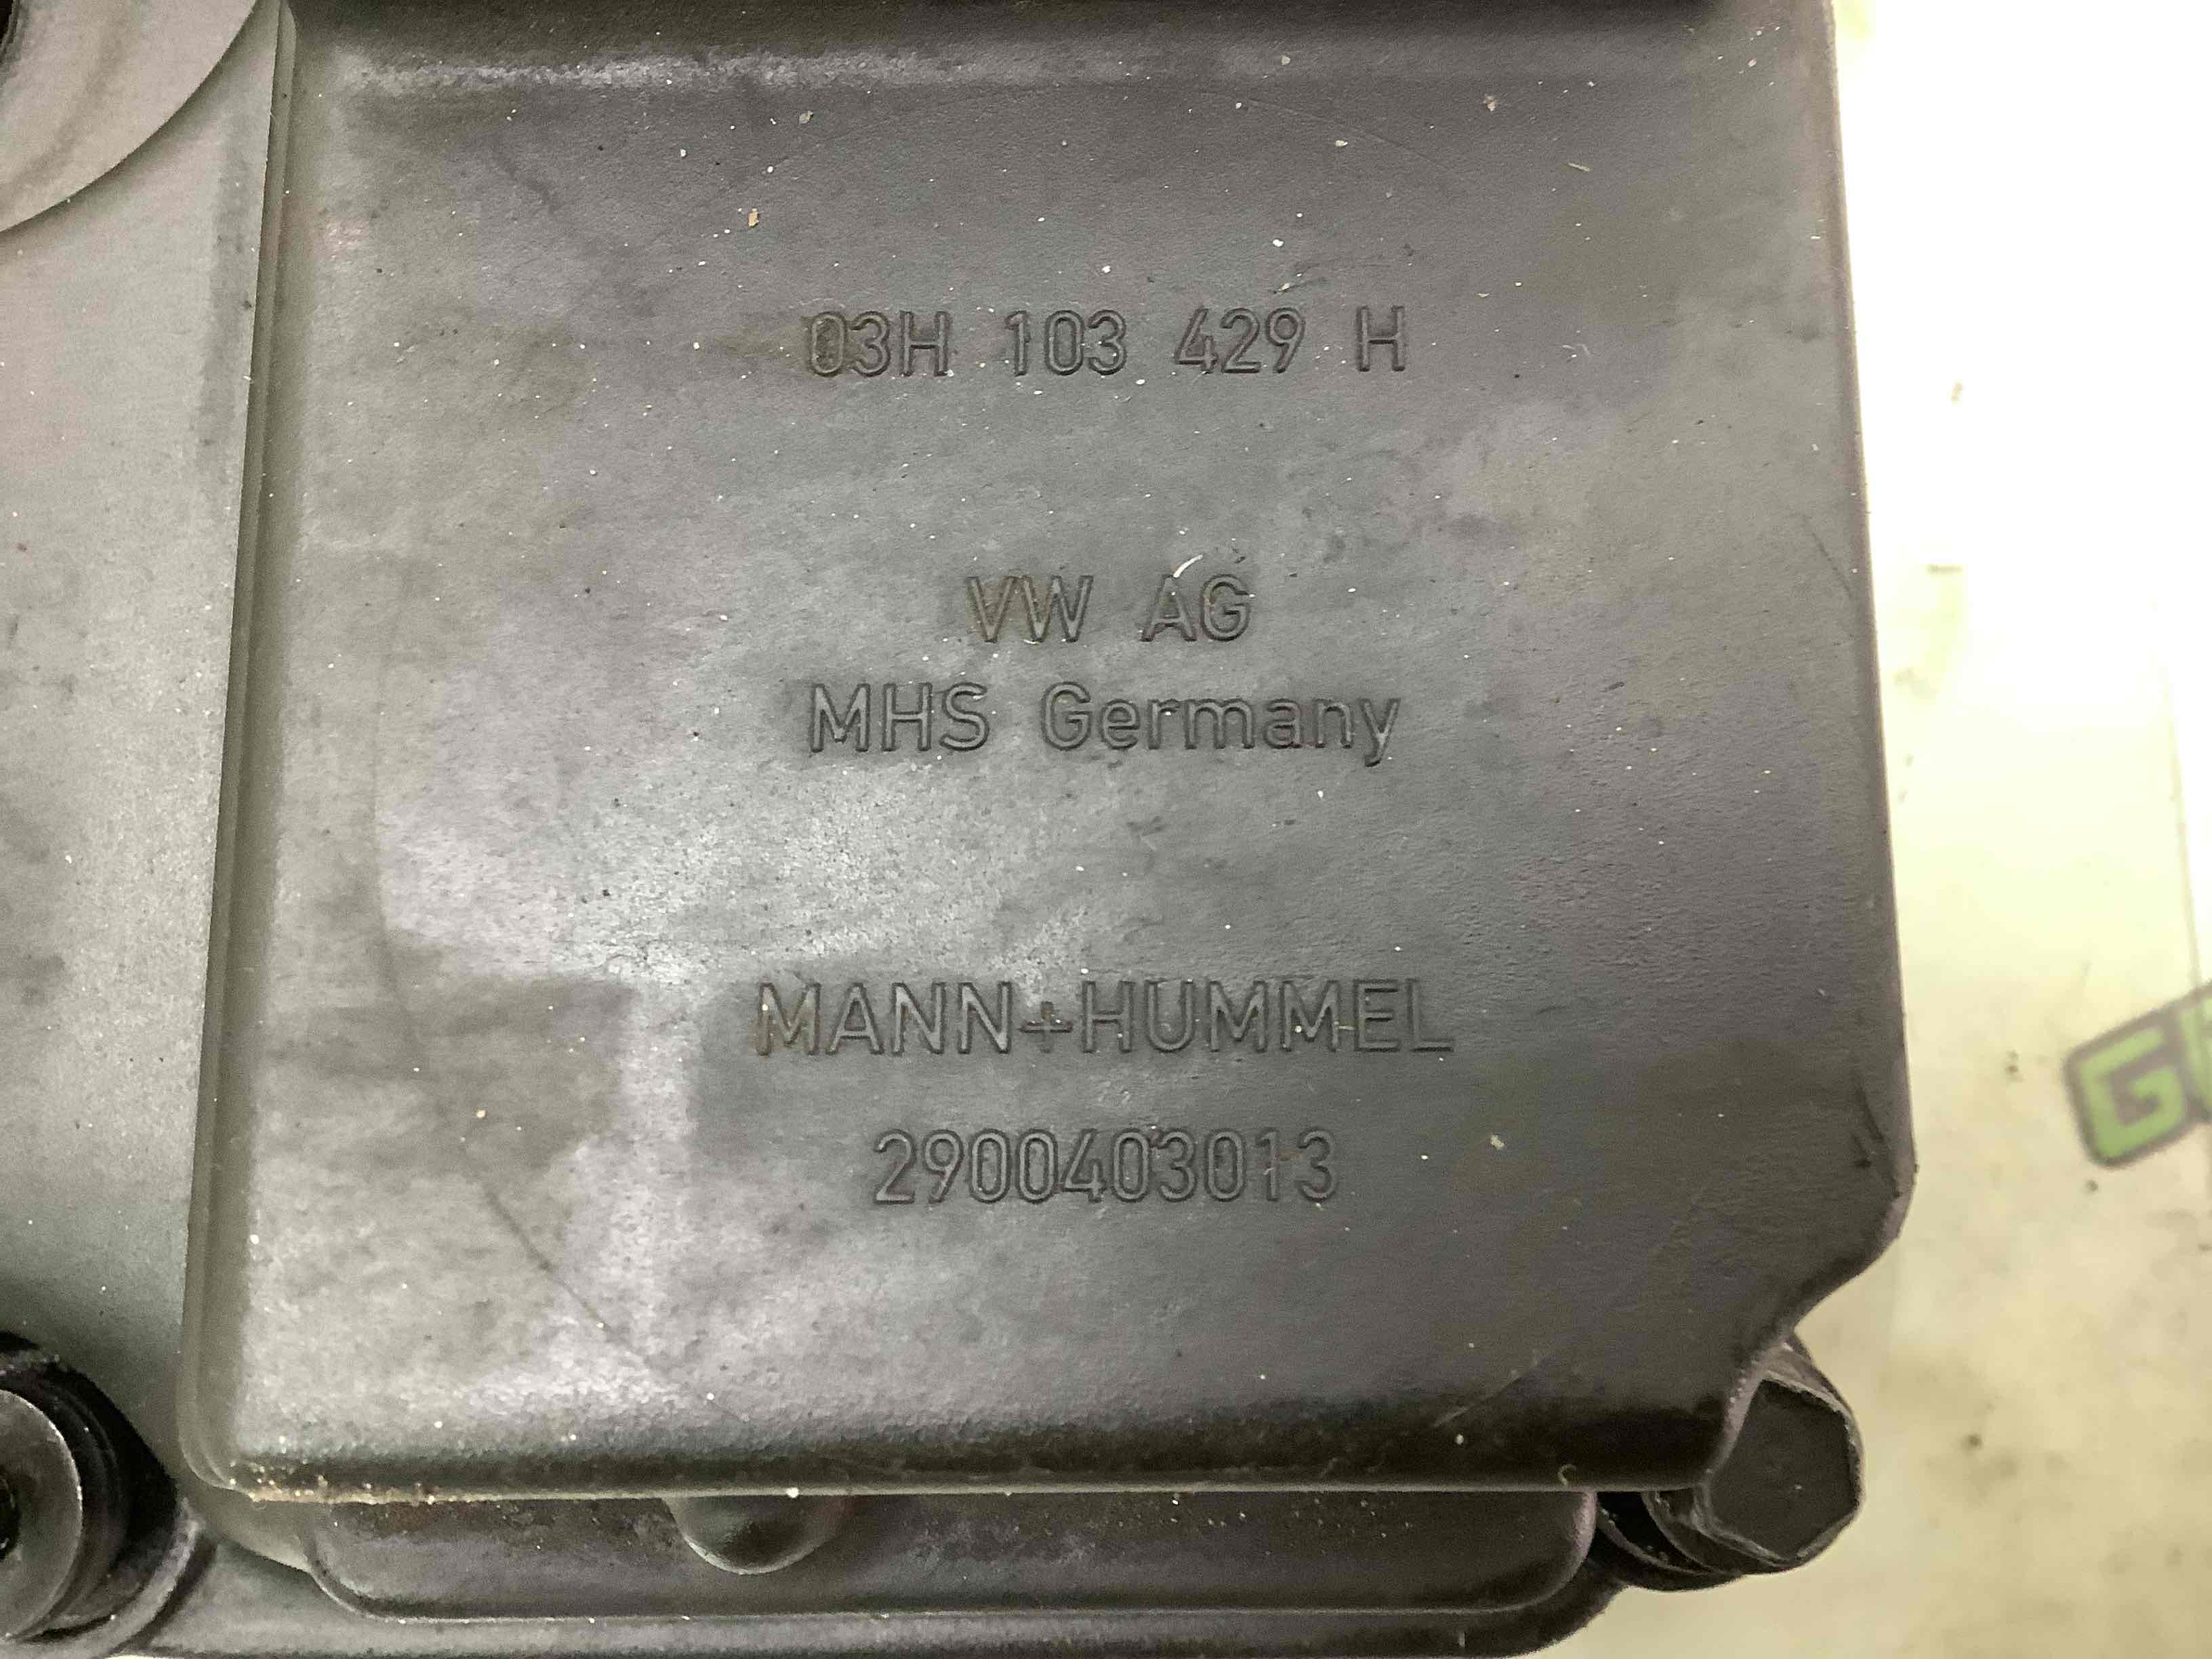 03H 103 429 H
VW AG
MHS Germany
MANN+HUMMEL
2900403013